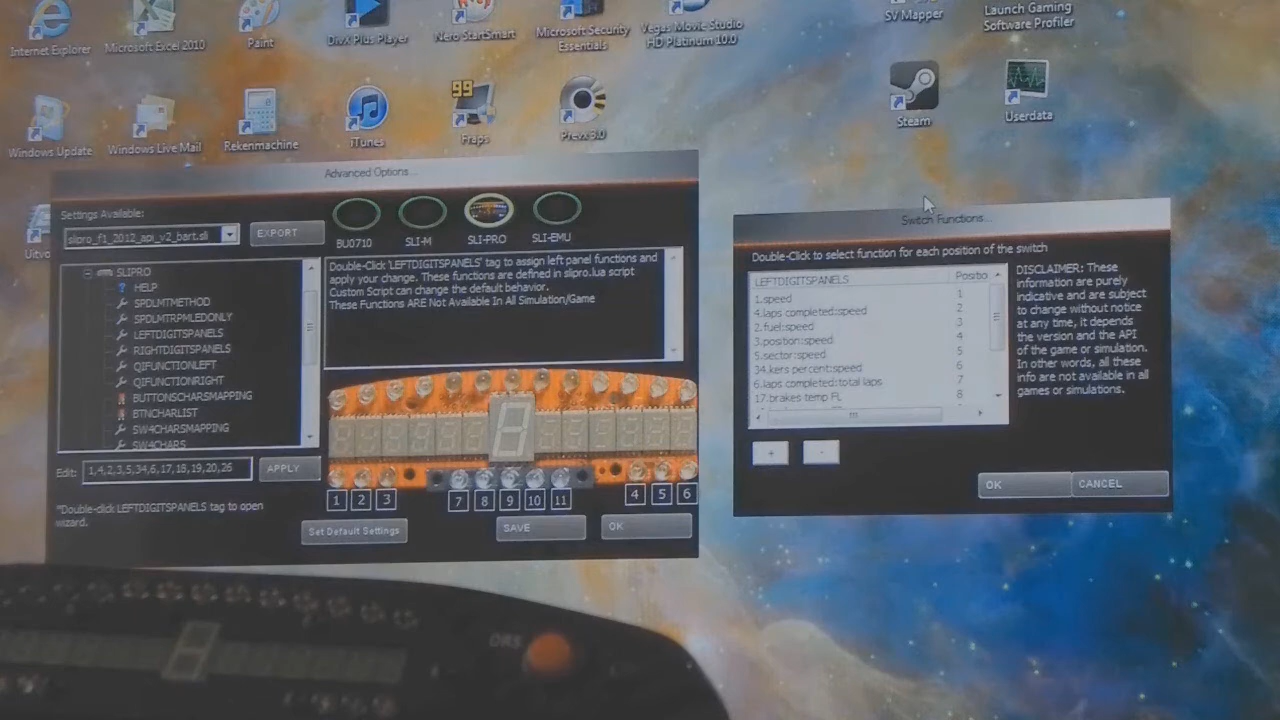 Internet Explorer
Microsoft Excel 2010
Paint
DivX Plus Player
Nero StartSmart
Microsoft Security
Essentials
Vegas Movie Studio
HD Platinum 10.0
SV Mapper
Launch Gaming
Software Profiler
Windows Update
Windows Live Mail
Rekenmachine
iTunes
99
Fraps
Prevx 3.0
Steam
Userdata
Uitvo
Advanced Options...
Settings Available:
slipro_f1_2012_api_v2_bart.sli
EXPORT
BU0710
SLI-M
SLI-PRO
SLI-EMU
SLIPRO
HELP
SPDLMTMETHOD
SPDLMTRPMLEDONLY
LEFTDIGITSPANELS
RIGHTDIGITSPANELS
QIFUNCTIONLEFT
QIFUNCTIONRIGHT
BUTTONSCHARSMAPPING
BTNCHARLIST
SW4CHARSMAPPING
SW4CHARS
Double-Click 'LEFTDIGITSPANELS' tag to assign left panel functions and
apply your change. These functions are defined in slipro.lua script
Custom Script can change the default behavior.
These Functions ARE Not Available In All Simulation/Game
Edit:
1,4,2,3,5,34,6,17,18,19,20,26
APPLY
*Double-click LEFTDIGITSPANELS tag to open
wizard.
1 2 3
7 8 9 10 11
4 5 6
Set Default Settings
SAVE
OK
Switch Functions...
Double-Click to select function for each position of the switch
LEFTDIGITSPANELS Positio
1.speed 1
4.laps completed:speed 2
2.fuel:speed 3
3.position:speed 4
5.sector:speed 5
34.kers percent:speed 6
6.laps completed:total laps 7
17.brakes temp FL 8
+
-
DISCLAIMER: These
information are purely
indicative and are subject
to change without notice
at any time, it depends
the version and the API
of the game or simulation.
In other words, all these
info are not available in all
games or simulations.
OK
CANCEL
DRS